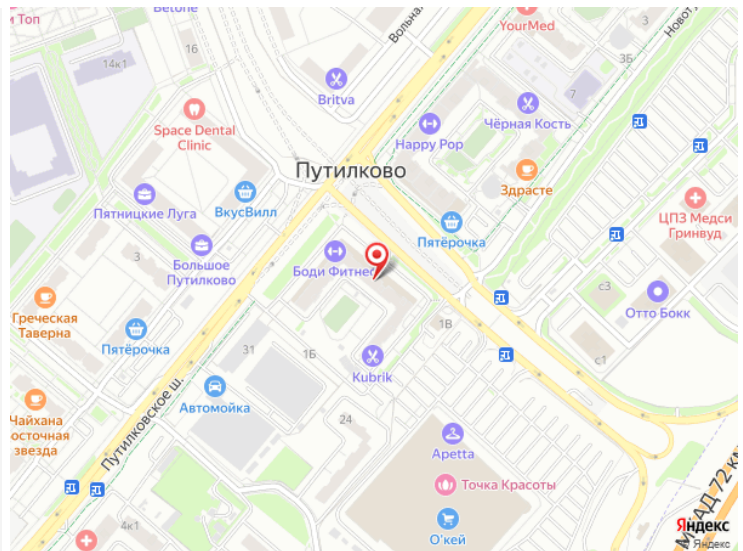 й Топ
Betone
16
Вольна
YourMed
3
Новоту
3Б
14к1
Britva
7
Space Dental
Clinic
Чёрная Кость
Happy Pop
Путилково
Здрасте
Пятницкие Луга
ВкусВилл
Пятёрочка
ЦПЗ Медси
Гринвуд
3
Большое
Путилково
Боди Фитнес
с3
Отто Бокк
Греческая
Таверна
Пятёрочка
31
1Б
1В
с1
Kubrik
Автомойка
Путилковское ш.
Чайхана
осточная
звезда
24
Apetta
Точка Красоты
МКАД 72 км
4к1
О'кей
Яндекс
© Яндекс